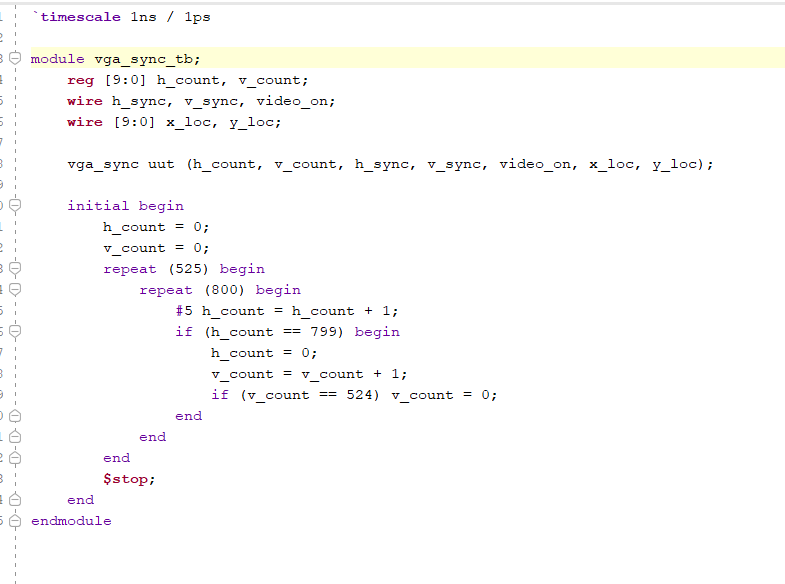 `timescale 1ns / 1ps
module vga_sync_tb;
reg [9:0] h_count, v_count;
wire h_sync, v_sync, video_on;
wire [9:0] x_loc, y_loc;
vga_sync uut (h_count, v_count, h_sync, v_sync, video_on, x_loc, y_loc);
initial begin
h_count = 0;
v_count = 0;
repeat (525) begin
repeat (800) begin
#5 h_count = h_count + 1;
if (h_count == 799) begin
h_count = 0;
v_count = v_count + 1;
if (v_count == 524) v_count = 0;
end
end
end
$stop;
end
endmodule